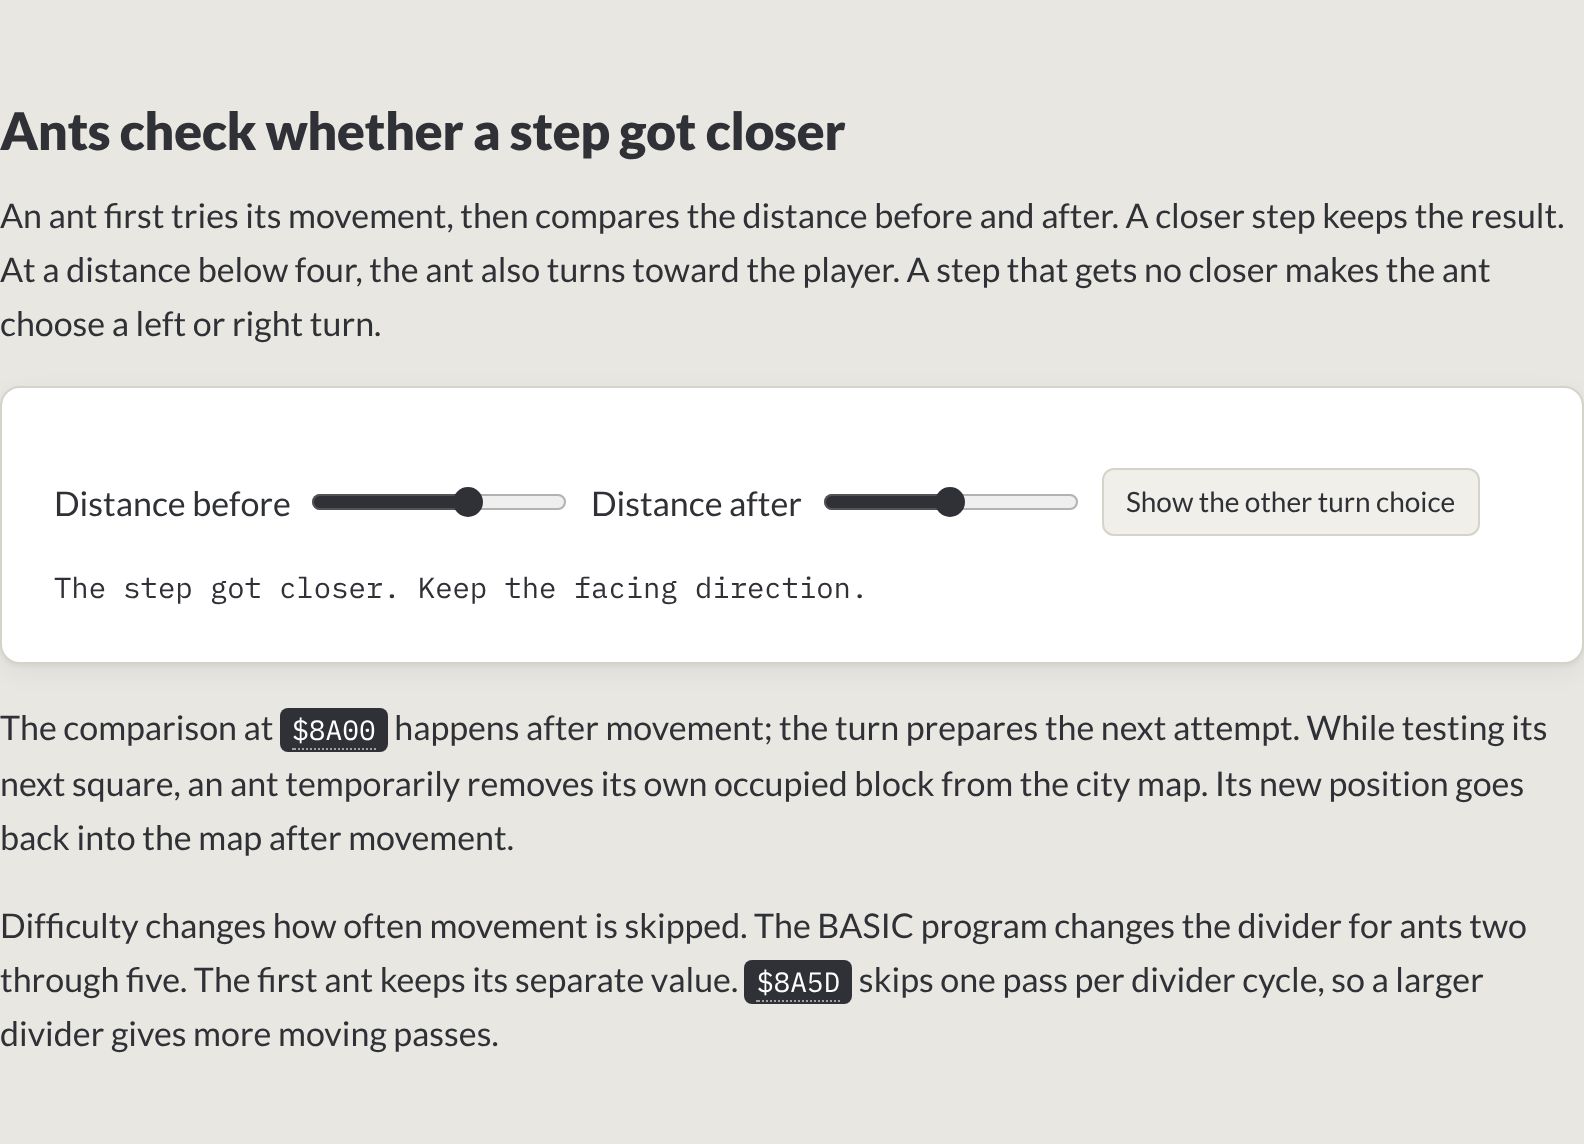 Ants check whether a step got closer
An ant first tries its movement, then compares the distance before and after. A closer step keeps the result.
At a distance below four, the ant also turns toward the player. A step that gets no closer makes the ant
choose a left or right turn.
Distance before Distance after Show the other turn choice
The step got closer. Keep the facing direction.
The comparison at $8A00 happens after movement; the turn prepares the next attempt. While testing its
next square, an ant temporarily removes its own occupied block from the city map. Its new position goes
back into the map after movement.
Difficulty changes how often movement is skipped. The BASIC program changes the divider for ants two
through five. The first ant keeps its separate value. $8A5D skips one pass per divider cycle, so a larger
divider gives more moving passes.